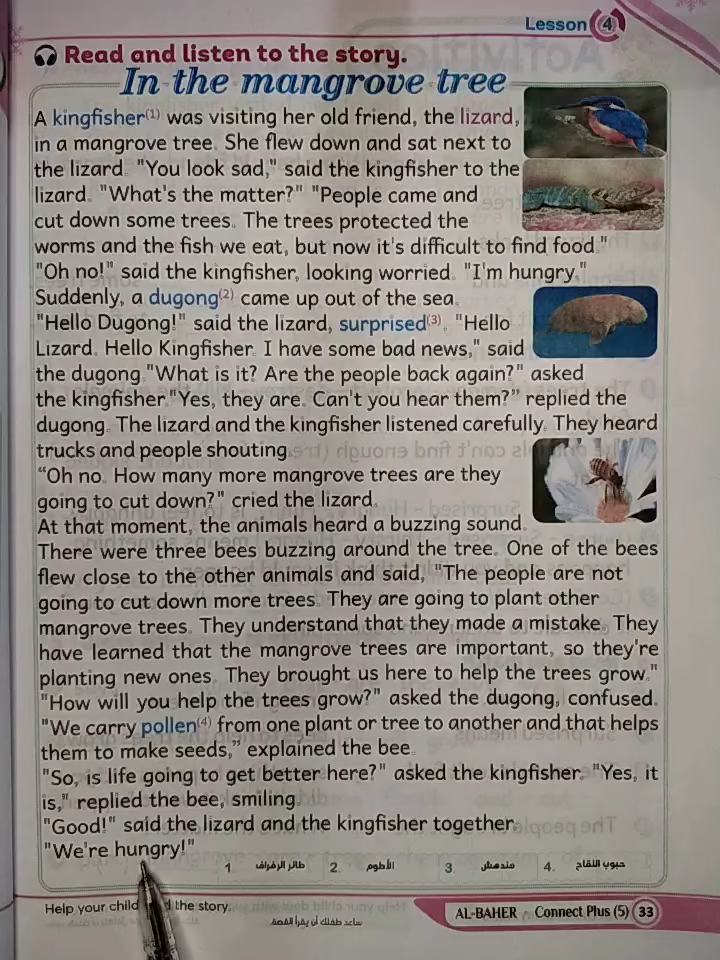 Lesson 4
Read and listen to the story.
In the mangrove tree
A kingfisher(1) was visiting her old friend, the lizard,
in a mangrove tree. She flew down and sat next to
the lizard. "You look sad," said the kingfisher to the
lizard. "What's the matter?" "People came and
cut down some trees. The trees protected the
worms and the fish we eat, but now it's difficult to find food."
"Oh no!" said the kingfisher, looking worried. "I'm hungry."
Suddenly, a dugong(2) came up out of the sea.
"Hello Dugong!" said the lizard, surprised(3). "Hello
Lizard. Hello Kingfisher. I have some bad news," said
the dugong."What is it? Are the people back again?" asked
the kingfisher."Yes, they are. Can't you hear them?" replied the
dugong. The lizard and the kingfisher listened carefully. They heard
trucks and people shouting.
"Oh no. How many more mangrove trees are they
going to cut down?" cried the lizard.
At that moment, the animals heard a buzzing sound.
There were three bees buzzing around the tree. One of the bees
flew close to the other animals and said, "The people are not
going to cut down more trees. They are going to plant other
mangrove trees. They understand that they made a mistake. They
have learned that the mangrove trees are important, so they're
planting new ones. They brought us here to help the trees grow."
"How will you help the trees grow?" asked the dugong, confused.
"We carry pollen(4) from one plant or tree to another and that helps
them to make seeds," explained the bee.
"So, is life going to get better here?" asked the kingfisher. "Yes, it
is," replied the bee, smiling.
"Good!" said the lizard and the kingfisher together.
"We're hungry!"
1. طائر الرفراف 2. الأطوم 3. مندهش 4. حبوب اللقاح
Help your child the story.
ساعد طفلك أن يقرأ القصة.
AL-BAHER Connect Plus (5) 33